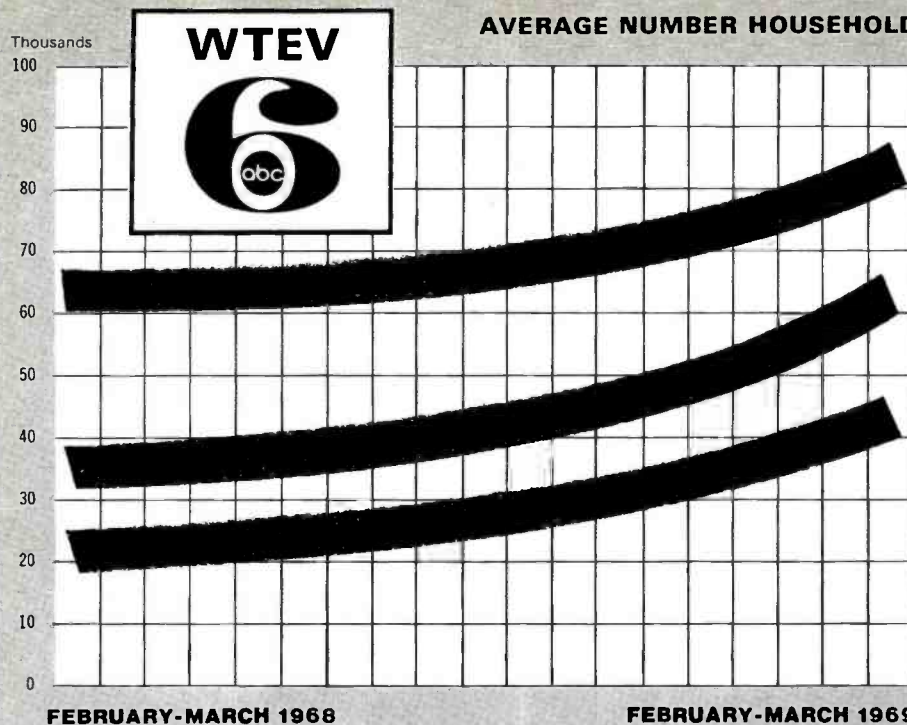 AVERAGE NUMBER HOUSEHOLD
Thousands
WTEV
6
abc
100
90
80
70
60
50
40
30
20
10
0
FEBRUARY-MARCH 1968
FEBRUARY-MARCH 1969